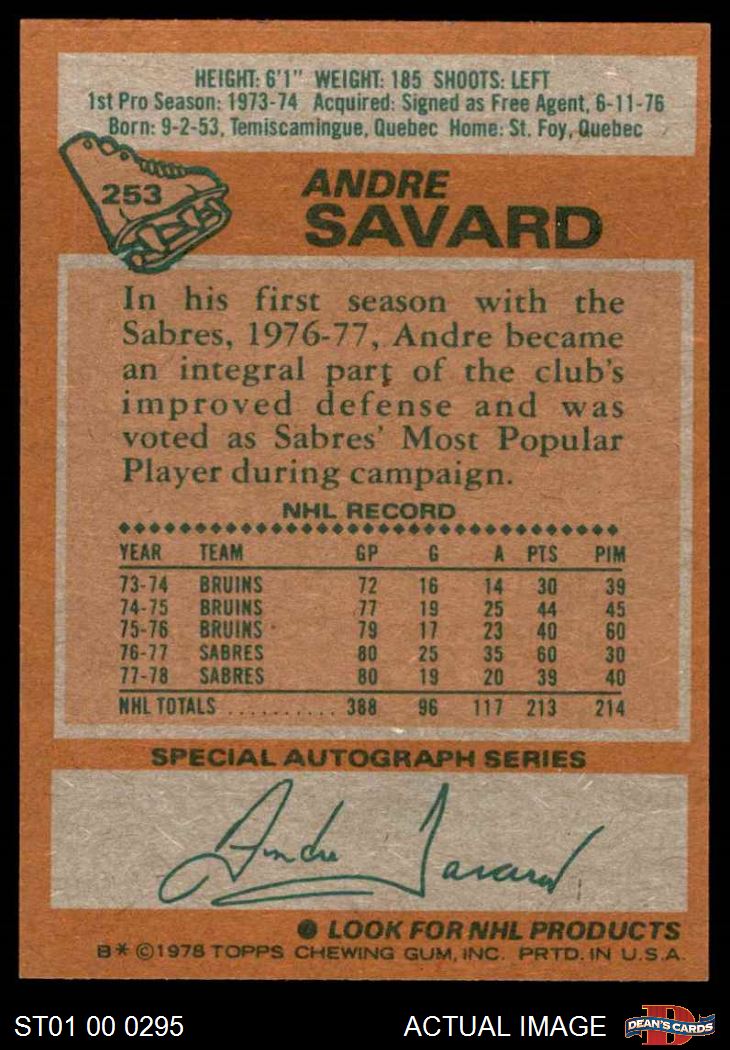 HEIGHT: 6'1" WEIGHT: 185 SHOOTS: LEFT
1st Pro Season: 1973-74 Acquired: Signed as Free Agent, 6-11-76
Born: 9-2-53, Temiscamingue, Quebec Home: St. Foy, Quebec
253
ANDRE
SAVARD
In his first season with the
Sabres, 1976-77, Andre became
an integral part of the club's
improved defense and was
voted as Sabres' Most Popular
Player during campaign.
NHL RECORD
YEAR TEAM GP G A PTS PIM
73-74 BRUINS 72 16 14 30 39
74-75 BRUINS 77 19 25 44 45
75-76 BRUINS 79 17 23 40 60
76-77 SABRES 80 25 35 60 30
77-78 SABRES 80 19 20 39 40
NHL TOTALS .......... 388 96 117 213 214
SPECIAL AUTOGRAPH SERIES
Andre Savard
● LOOK FOR NHL PRODUCTS
B* ©1978 TOPPS CHEWING GUM, INC. PRTD. IN U.S.A.
ST01 00 0295 ACTUAL IMAGE D DEAN'S CARDS